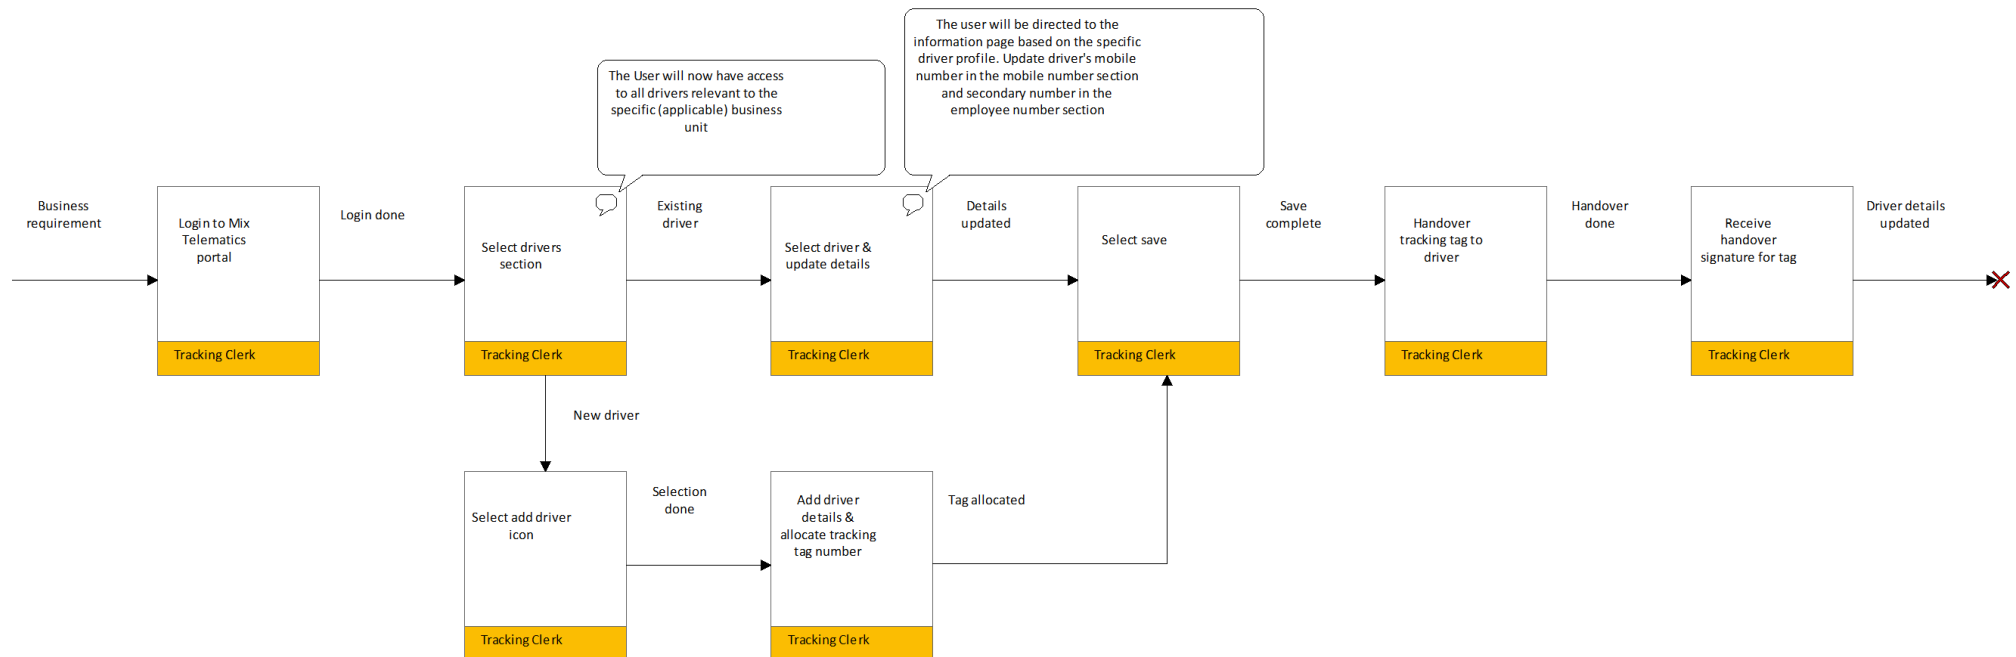 The user will be directed to the
information page based on the specific
driver profile. Update driver's mobile
number in the mobile number section
and secondary number in the
employee number section
The User will now have access
to all drivers relevant to the
specific (applicable) business
unit
Business
requirement
Login to Mix
Telematics
portal
Tracking Clerk
Login done
Select drivers
section
Tracking Clerk
Existing
driver
Select driver &
update details
Tracking Clerk
Details
updated
Select save
Tracking Clerk
Save
complete
Handover
tracking tag to
driver
Tracking Clerk
Handover
done
Receive
handover
signature for tag
Tracking Clerk
Driver details
updated
New driver
Select add driver
icon
Tracking Clerk
Selection
done
Add driver
details &
allocate tracking
tag number
Tracking Clerk
Tag allocated